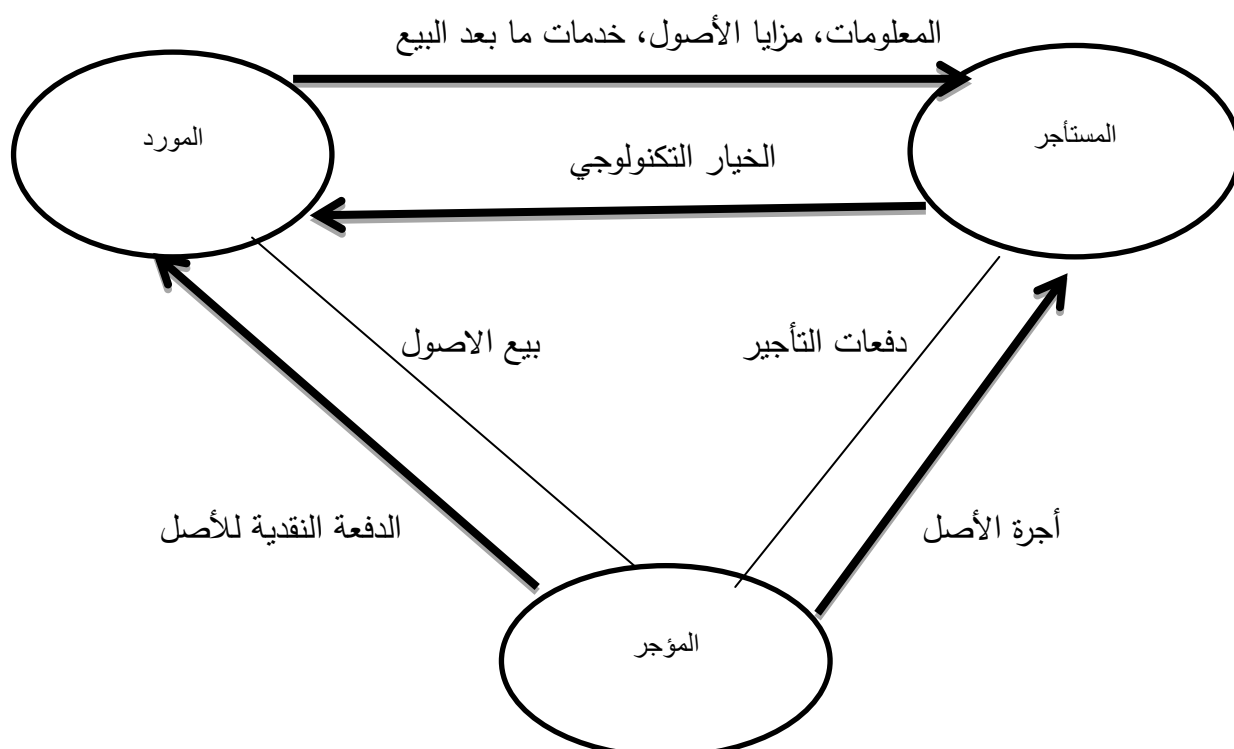 المعلومات، مزايا الأصول، خدمات ما بعد البيع
المستأجر
المورد
الخيار التكنولوجي
دفعات التأجير
بيع الاصول
أجرة الأصل
الدفعة النقدية للأصل
المؤجر